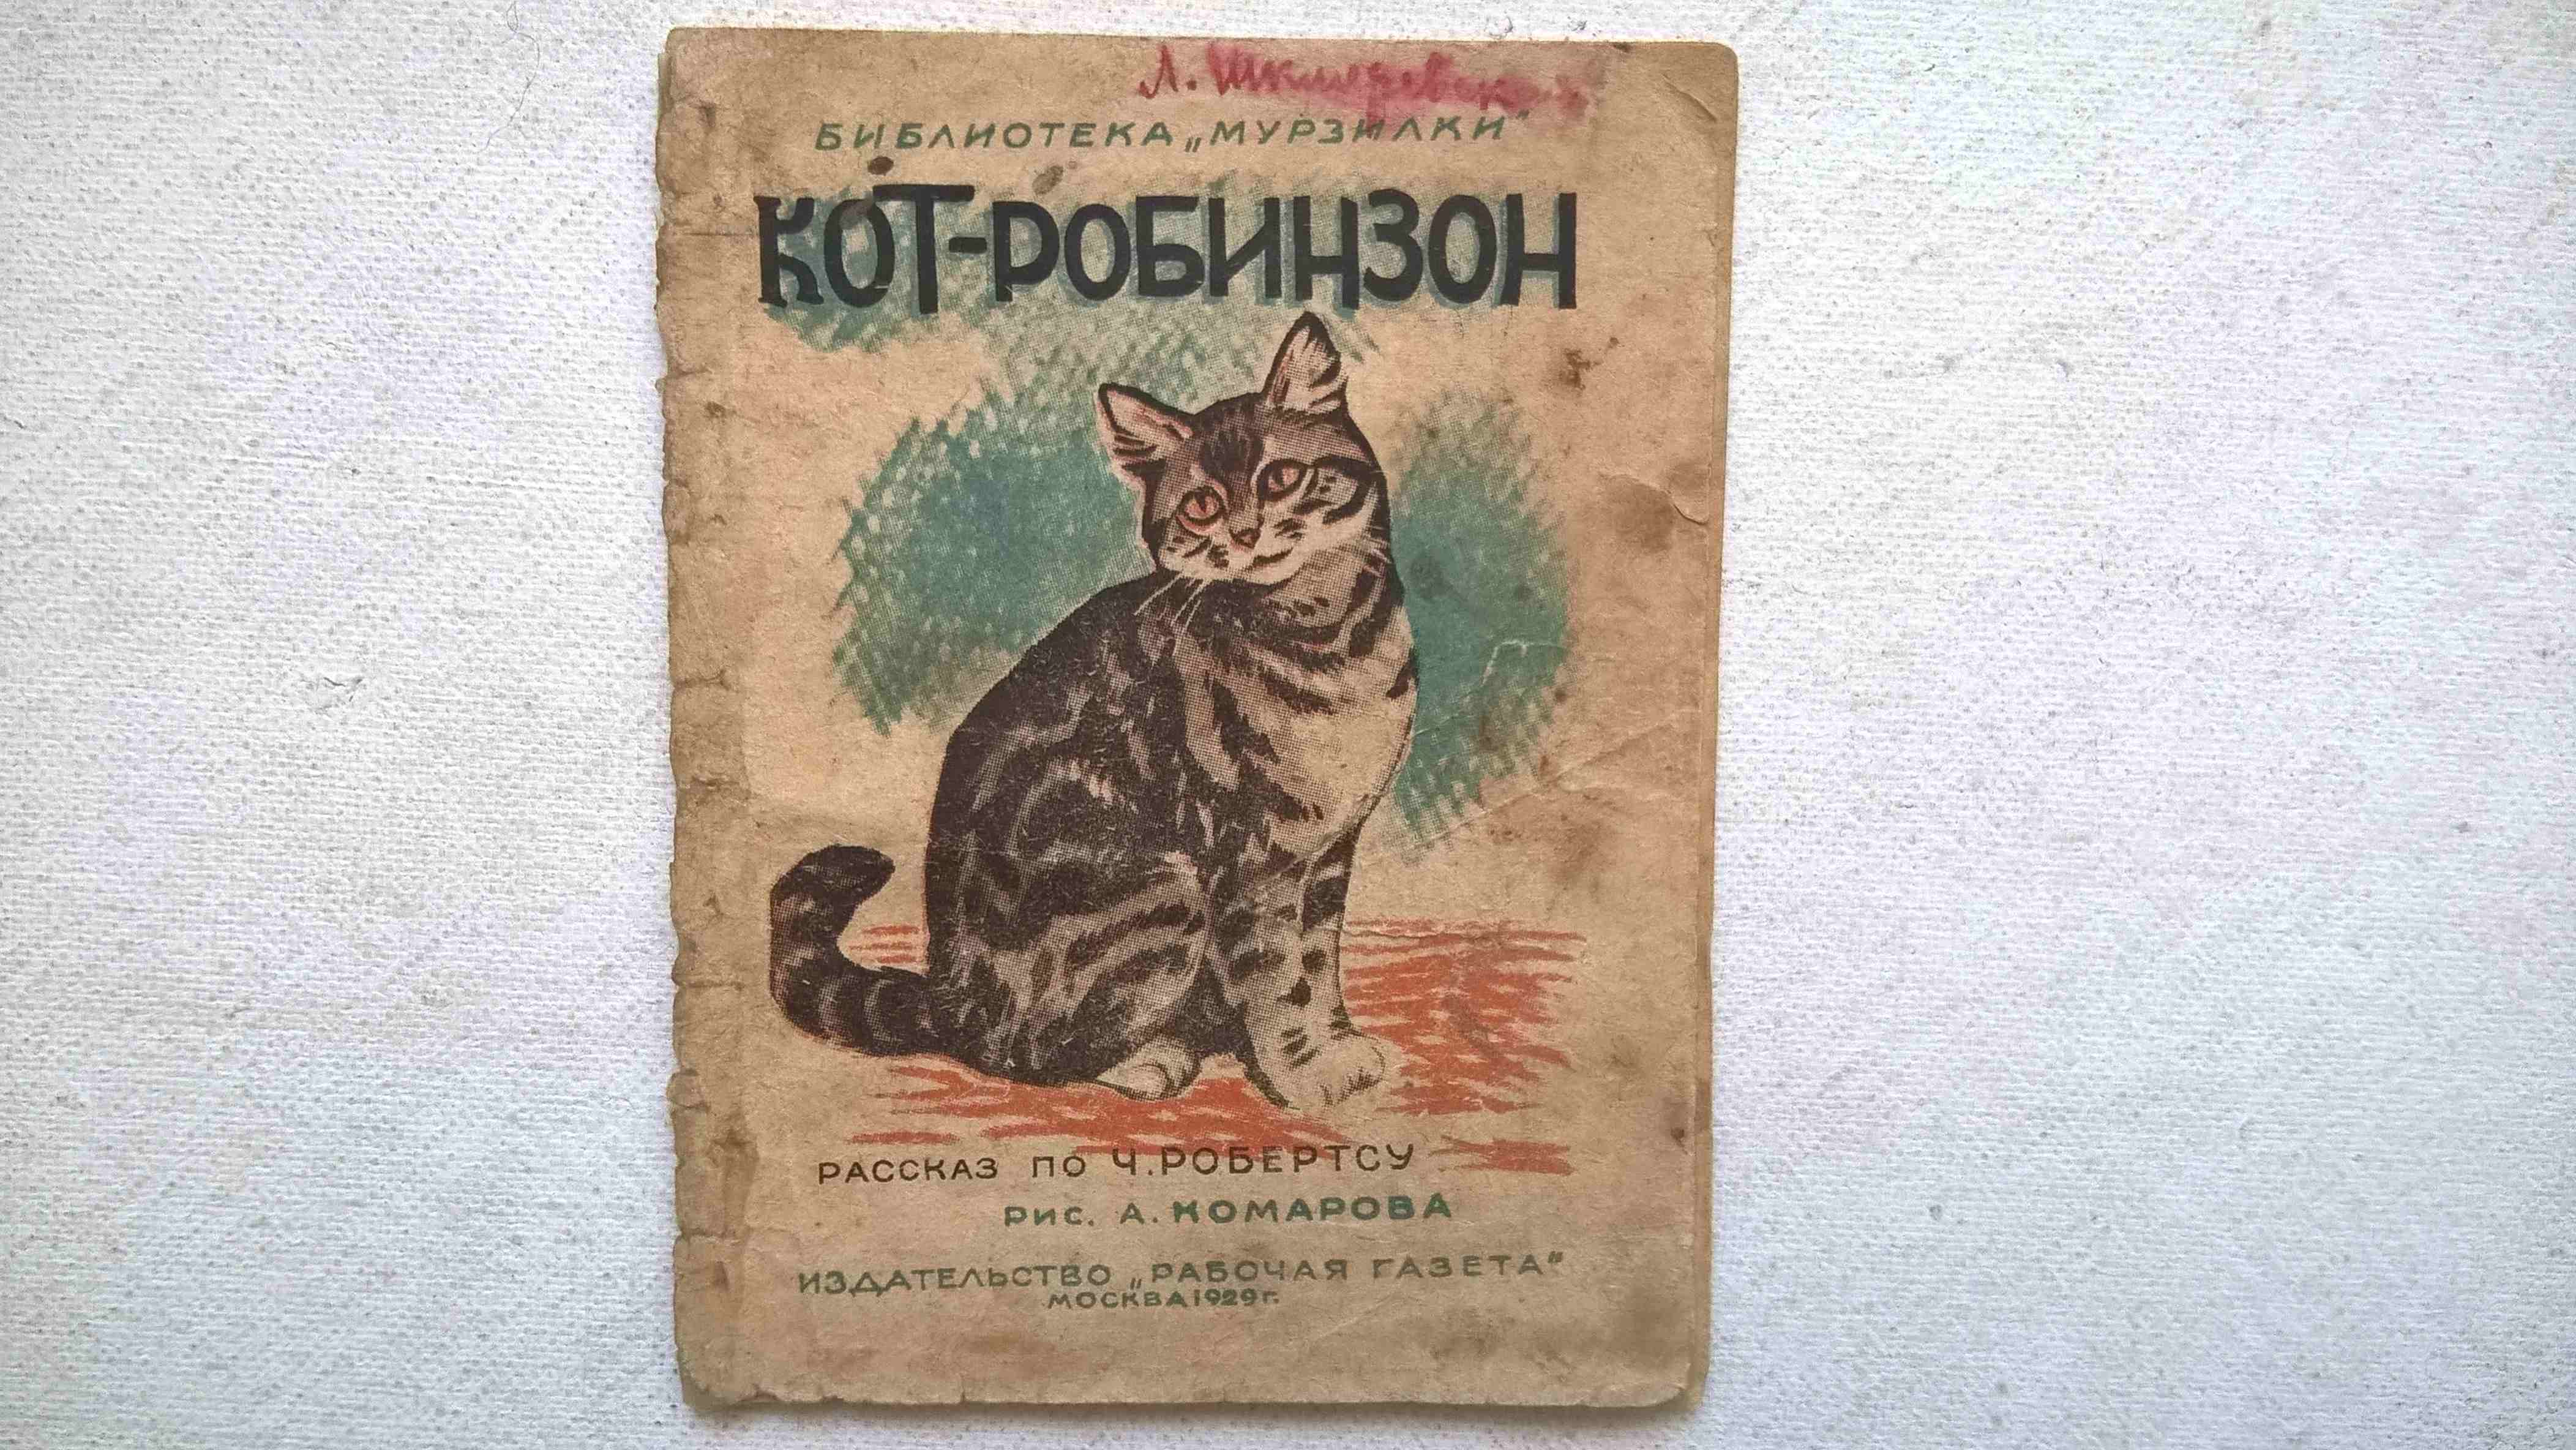 Л.
БИБЛИОТЕКА „МУРЗИЛКИ"
КОТ-РОБИНЗОН
РАССКАЗ ПО Ч. РОБЕРТСУ
РИС. А. КОМАРОВА
ИЗДАТЕЛЬСТВО „РАБОЧАЯ ГАЗЕТА"
МОСКВА 1929 г.